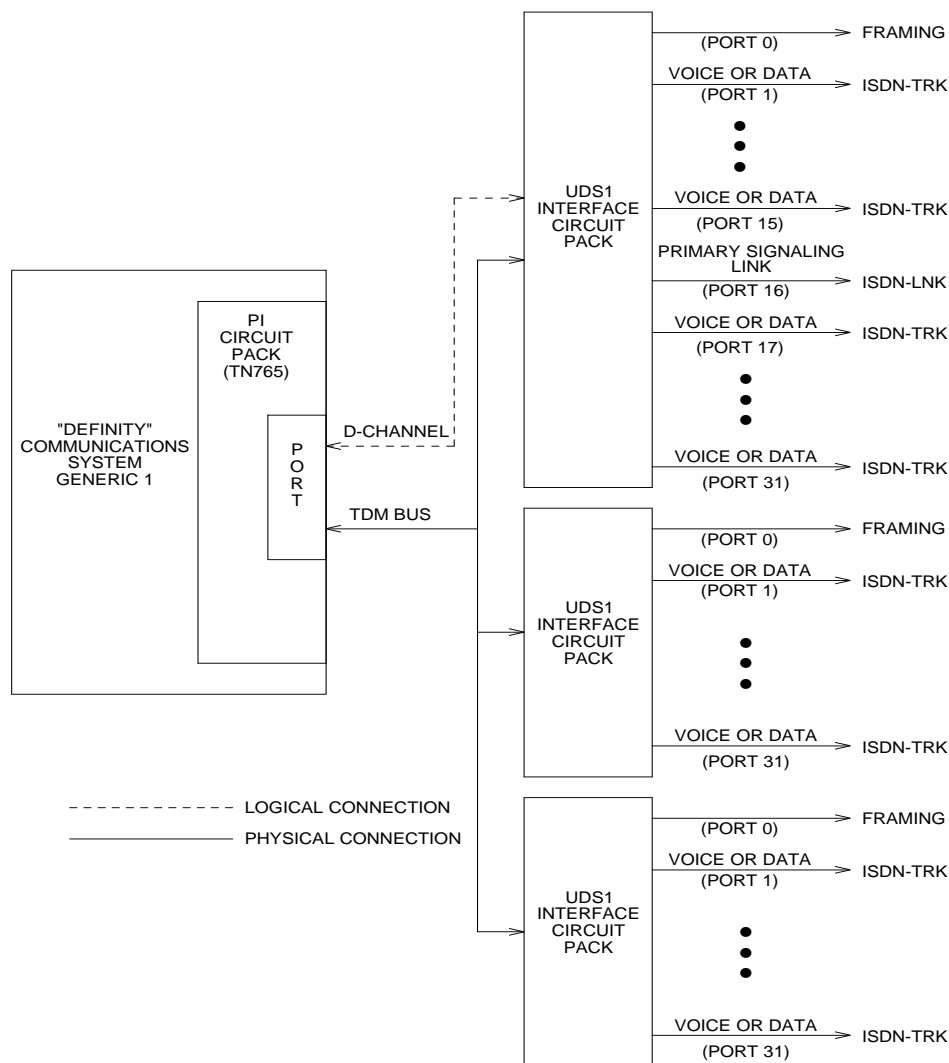 "DEFINITY"
COMMUNICATIONS
SYSTEM
GENERIC 1
PI
CIRCUIT
PACK
(TN765)
P
O
R
T
D-CHANNEL
TDM BUS
UDS1
INTERFACE
CIRCUIT
PACK
(PORT 0)
FRAMING
VOICE OR DATA
(PORT 1)
ISDN-TRK
VOICE OR DATA
(PORT 15)
ISDN-TRK
PRIMARY SIGNALING
LINK
(PORT 16)
ISDN-LNK
VOICE OR DATA
(PORT 17)
ISDN-TRK
VOICE OR DATA
(PORT 31)
ISDN-TRK
UDS1
INTERFACE
CIRCUIT
PACK
(PORT 0)
FRAMING
VOICE OR DATA
(PORT 1)
ISDN-TRK
VOICE OR DATA
(PORT 31)
ISDN-TRK
UDS1
INTERFACE
CIRCUIT
PACK
(PORT 0)
FRAMING
VOICE OR DATA
(PORT 1)
ISDN-TRK
VOICE OR DATA
(PORT 31)
ISDN-TRK
LOGICAL CONNECTION
PHYSICAL CONNECTION